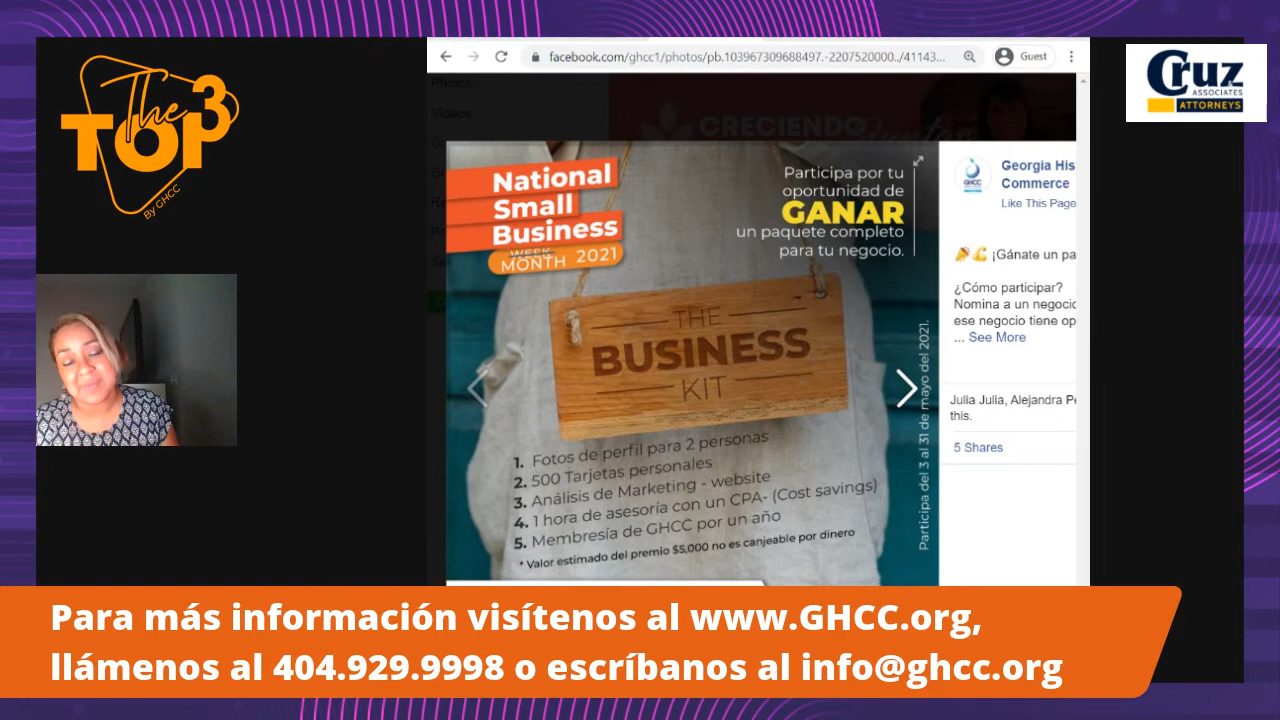 The
TOP 3
By GHCC
facebook.com/ghcc1/photos/pb.103967309688497.-2207520000../41143...
Guest
Cruz
ASSOCIATES
ATTORNEYS
Photos
Videos
CRECIENDO
National
Small
Business
WEEK
MONTH 2021
Participa por tu
oportunidad de
GANAR
un paquete completo
para tu negocio.
THE
BUSINESS
KIT
1. Fotos de perfil para 2 personas
2. 500 Tarjetas personales
3. Análisis de Marketing - website
4. 1 hora de asesoría con un CPA- (Cost savings)
5. Membresía de GHCC por un año
* Valor estimado del premio $5,000 no es canjeable por dinero
Participa del 3 al 31 de mayo del 2021.
GHCC
Georgia His
Commerce
Like This Page
¡Gánate un pa
¿Cómo participar?
Nomina a un negocio
ese negocio tiene op
... See More
Julia Julia, Alejandra Pe
this.
5 Shares
Para más información visítenos al www.GHCC.org,
llámenos al 404.929.9998 o escríbanos al info@ghcc.org